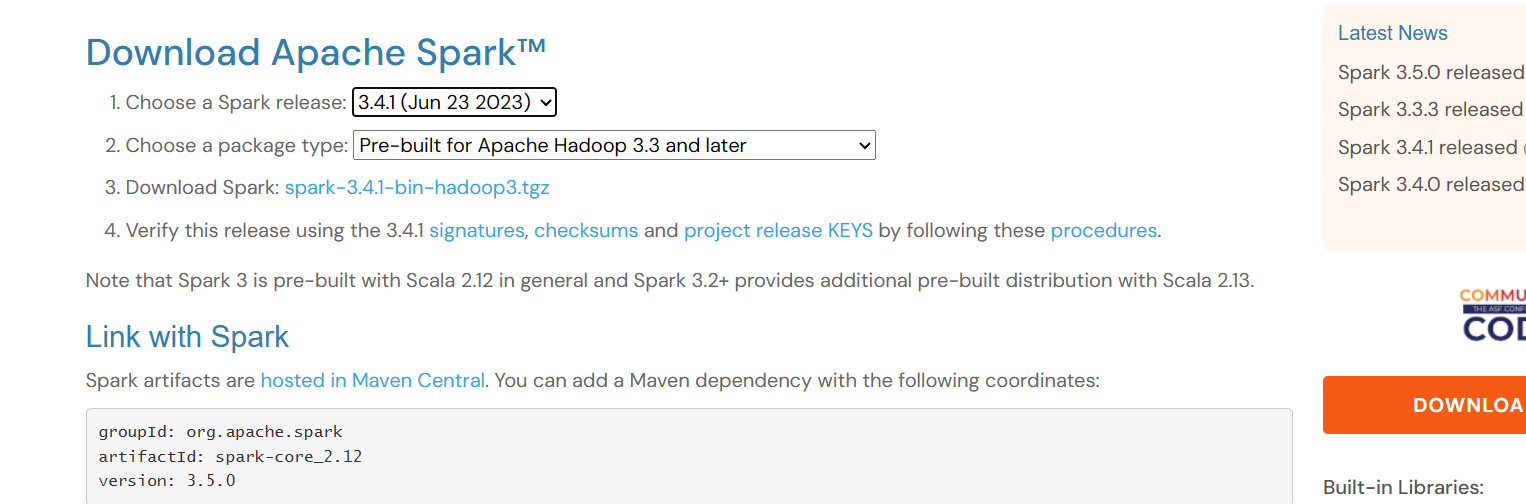 Download Apache Spark™
1. Choose a Spark release: 3.4.1 (Jun 23 2023)
2. Choose a package type: Pre-built for Apache Hadoop 3.3 and later
3. Download Spark: spark-3.4.1-bin-hadoop3.tgz
4. Verify this release using the 3.4.1 signatures, checksums and project release KEYS by following these procedures.
Note that Spark 3 is pre-built with Scala 2.12 in general and Spark 3.2+ provides additional pre-built distribution with Scala 2.13.
Link with Spark
Spark artifacts are hosted in Maven Central. You can add a Maven dependency with the following coordinates:
groupId: org.apache.spark
artifactId: spark-core_2.12
version: 3.5.0
Latest News
Spark 3.5.0 released
Spark 3.3.3 released
Spark 3.4.1 released (
Spark 3.4.0 released
COMMU
THE ASF CONF
COD
DOWNLOA
Built-in Libraries: